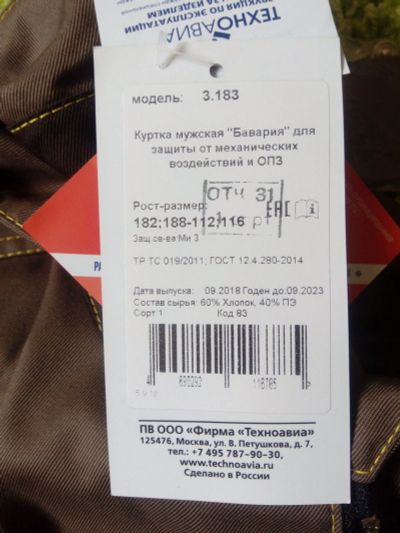 ТЕХНОАВИА
модель: 3.183
Куртка мужская "Бавария" для
защиты от механических
воздействий и ОПЗ
ОТЧ 31
Рост-размер:
182;188-112;116
EAC
Защ.св-ва:Ми З
ТР ТС 019/2011; ГОСТ 12.4.280-2014
Дата выпуска: 09.2018 Годен до.09.2023
Состав сырья: 60% Хлопок, 40% ПЭ
Сорт 1 Код 83
ПВ ООО «Фирма «Техноавиа»
125476, Москва, ул. В. Петушкова, д. 7,
тел.: +7 495 787-90-30,
www.technoavia.ru
Сделано в России